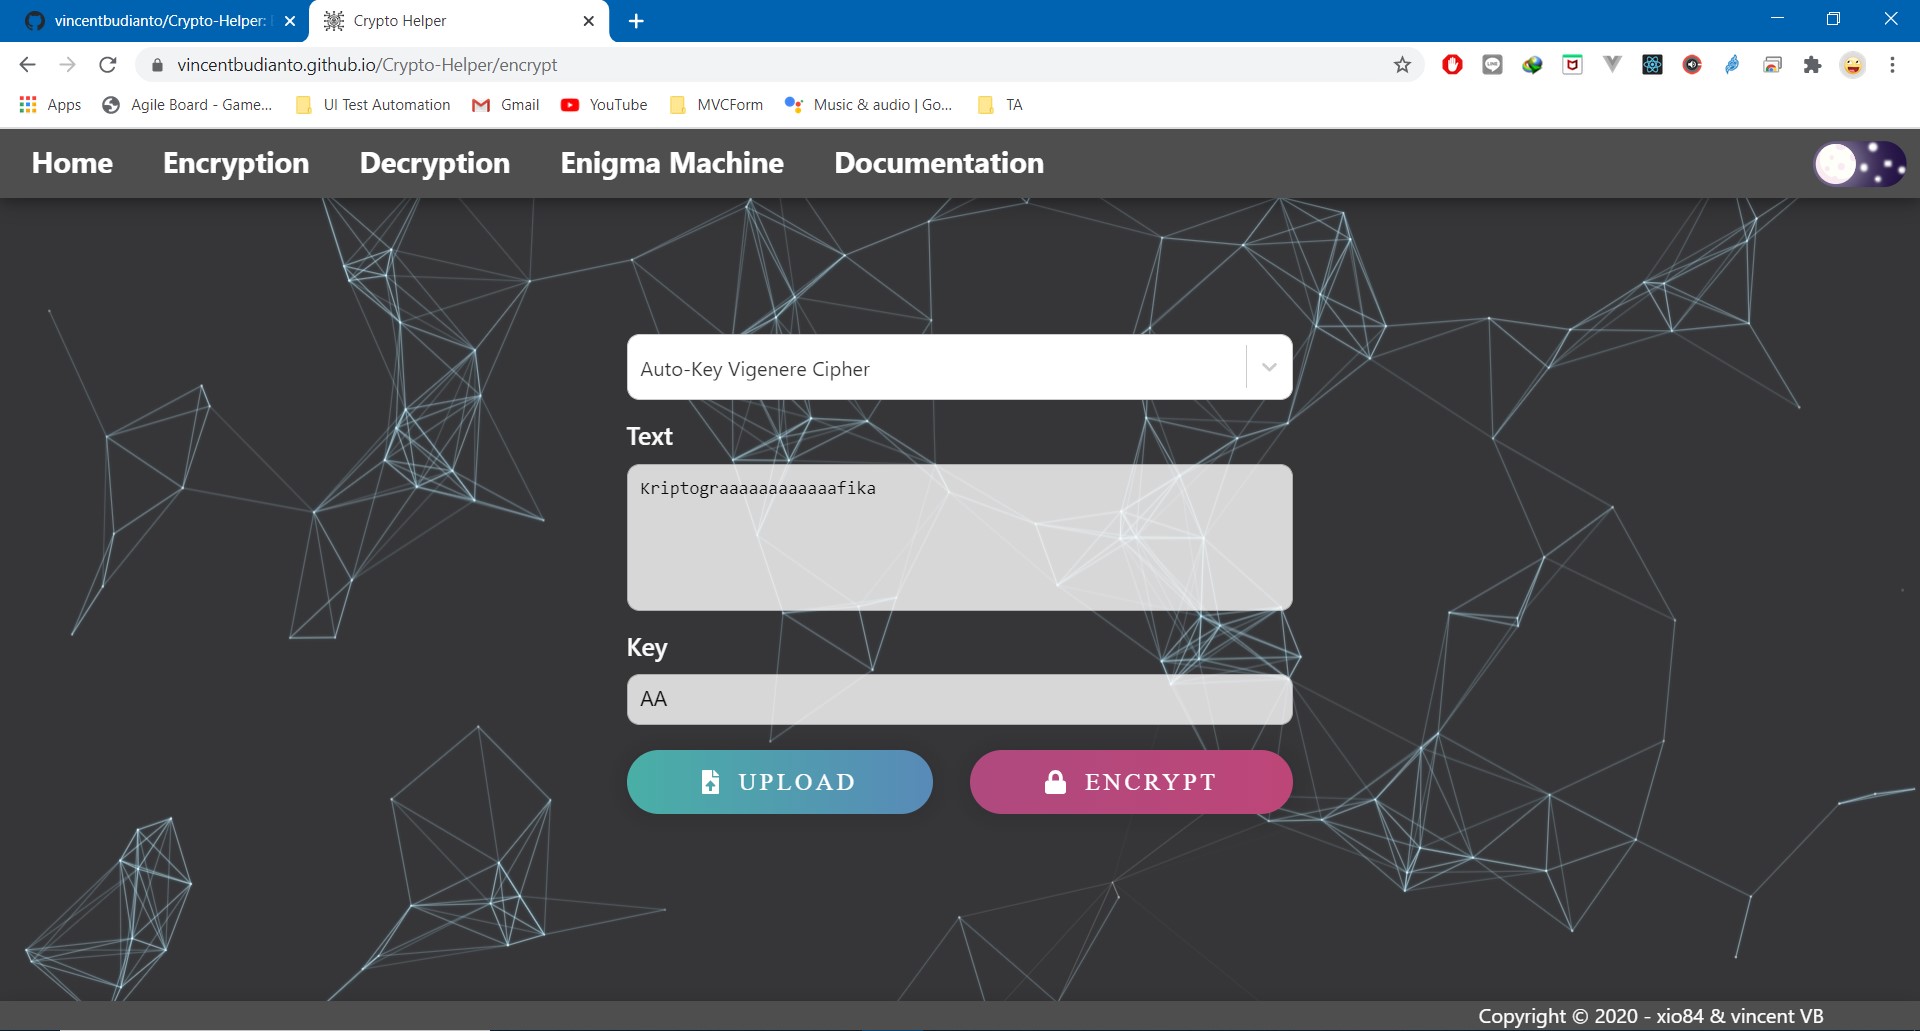 vincentbudianto/Crypto-Helper:
Crypto Helper
vincentbudianto.github.io/Crypto-Helper/encrypt
Apps
Agile Board - Game...
UI Test Automation
Gmail
YouTube
MVCForm
Music & audio | Go...
TA
Home
Encryption
Decryption
Enigma Machine
Documentation
Auto-Key Vigenere Cipher
Text
Kriptograaaaaaaaaaaafika
Key
AA
UPLOAD
ENCRYPT
Copyright © 2020 - xio84 & vincent VB